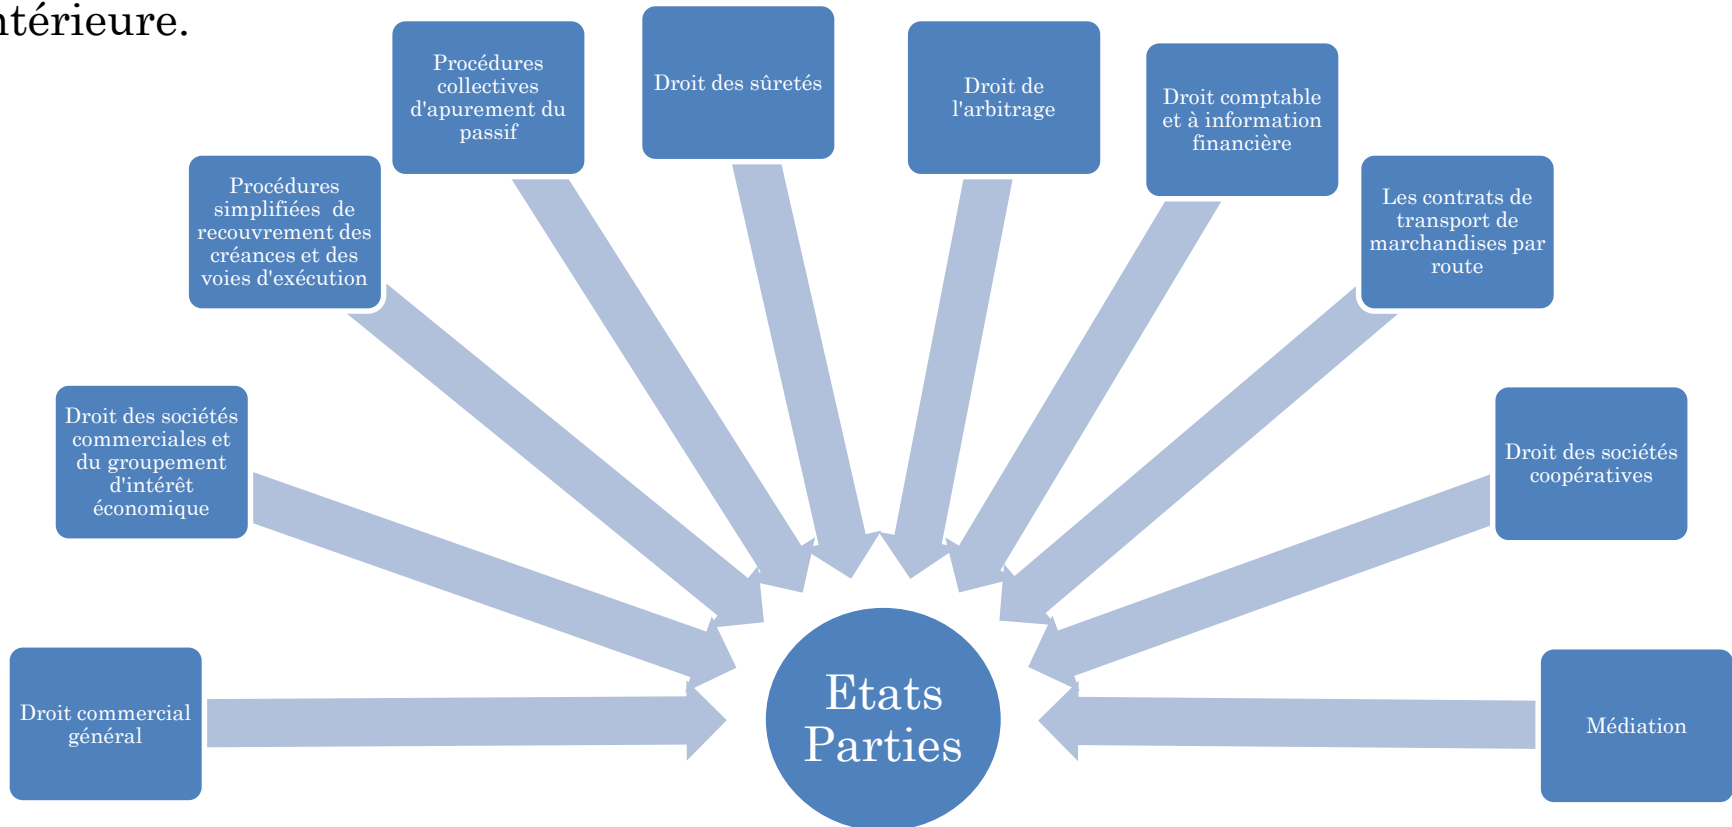 ntérieure.
Procédures
collectives
d'apurement du
passif
Droit des sûretés
Droit de
l'arbitrage
Droit comptable
et à information
financière
Procédures
simplifiées de
recouvrement des
créances et des
voies d'exécution
Les contrats de
transport de
marchandises par
route
Droit des sociétés
commerciales et
du groupement
d'intérêt
économique
Droit des sociétés
coopératives
Droit commercial
général
Etats
Parties
Médiation